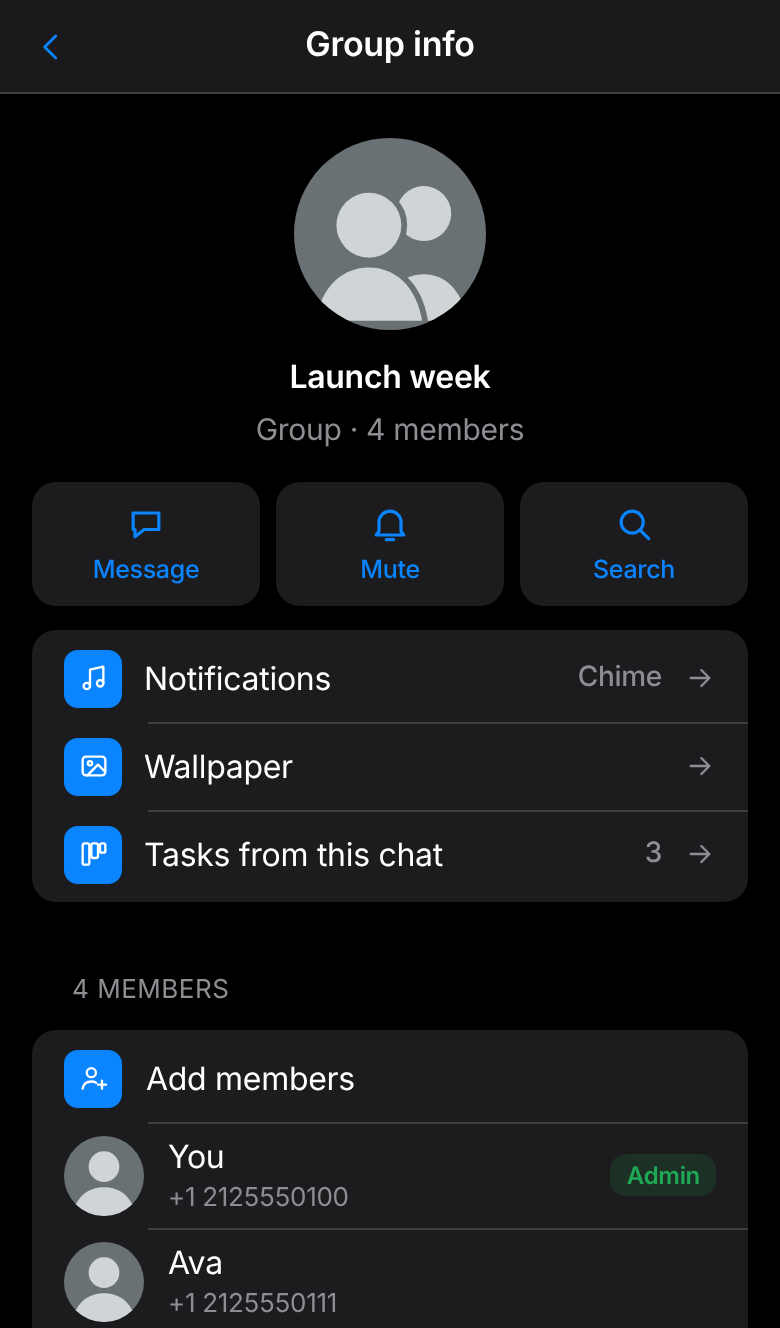 Group info
Launch week
Group · 4 members
Message
Mute
Search
Notifications Chime
Wallpaper
Tasks from this chat 3
4 MEMBERS
Add members
You
+1 2125550100
Admin
Ava
+1 2125550111